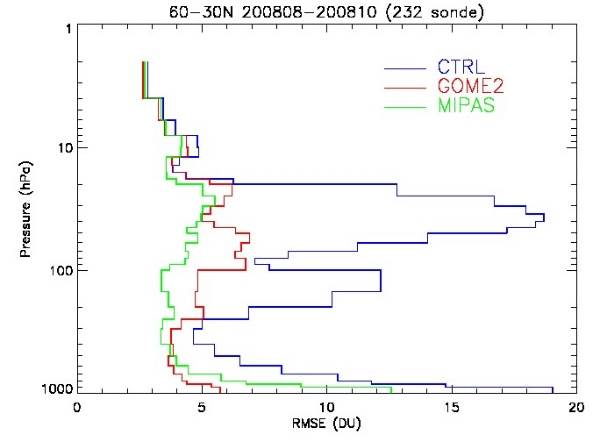 60-30N 200808-200810 (232 sonde)
1
CTRL
GOME2
MIPAS
10
Pressure (hPa)
100
1000
0 5 10 15 20
RMSE (DU)